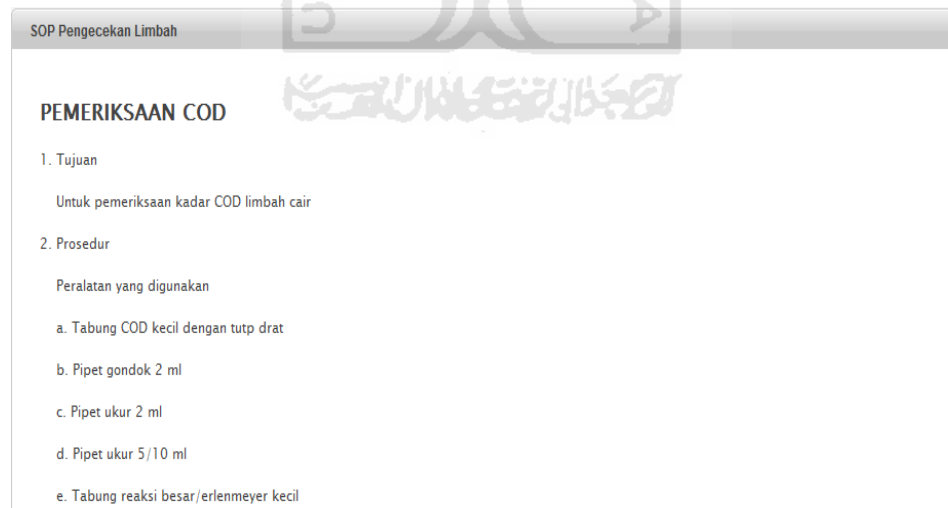 SOP Pengecekan Limbah
PEMERIKSAAN COD
1. Tujuan
Untuk pemeriksaan kadar COD limbah cair
2. Prosedur
Peralatan yang digunakan
a. Tabung COD kecil dengan tutp drat
b. Pipet gondok 2 ml
c. Pipet ukur 2 ml
d. Pipet ukur 5/10 ml
e. Tabung reaksi besar/erlenmeyer kecil